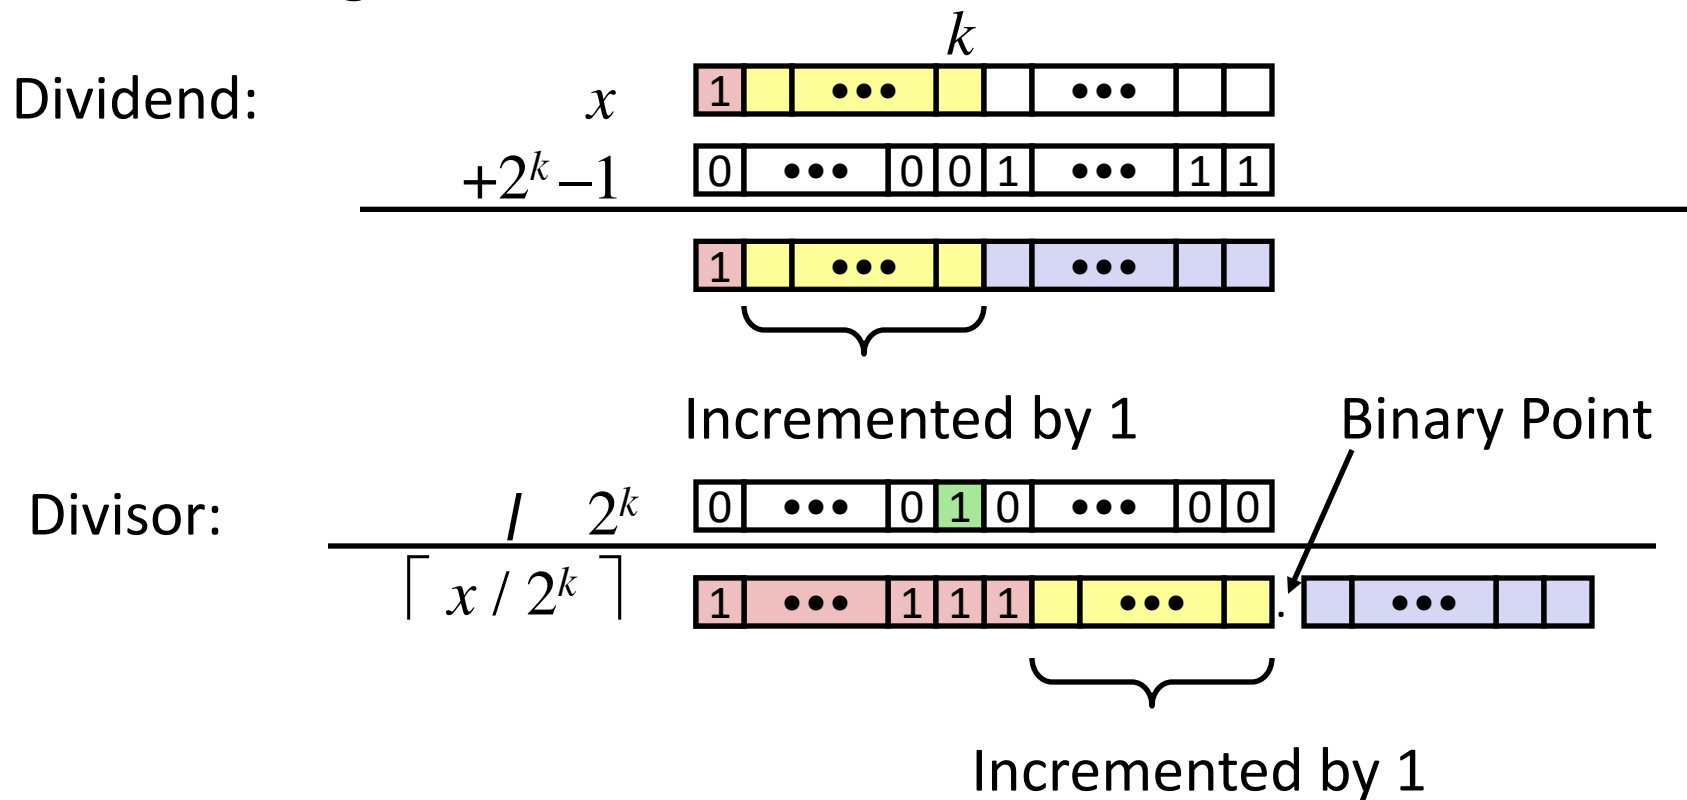 k
Dividend: x 1 ••• •••
+2^k –1 0 ••• 0 0 1 ••• 1 1
1 ••• •••
Incremented by 1 Binary Point
Divisor: / 2^k 0 ••• 0 1 0 ••• 0 0
⌈ x / 2^k ⌉ 1 ••• 1 1 1 ••• . •••
Incremented by 1